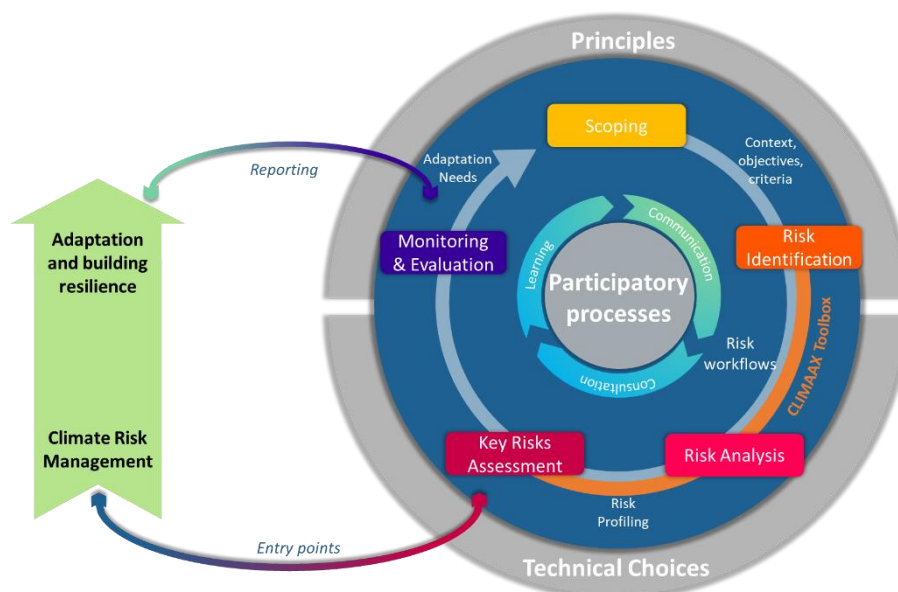 Principles
Scoping
Context,
objectives,
criteria
Adaptation
Needs
Reporting
Monitoring
& Evaluation
Risk
Identification
Learning
Communication
Consultation
Participatory
processes
Risk
workflows
CLIMAAX Toolbox
Adaptation
and building
resilience
Climate Risk
Management
Key Risks
Assessment
Risk Analysis
Risk
Profiling
Entry points
Technical Choices